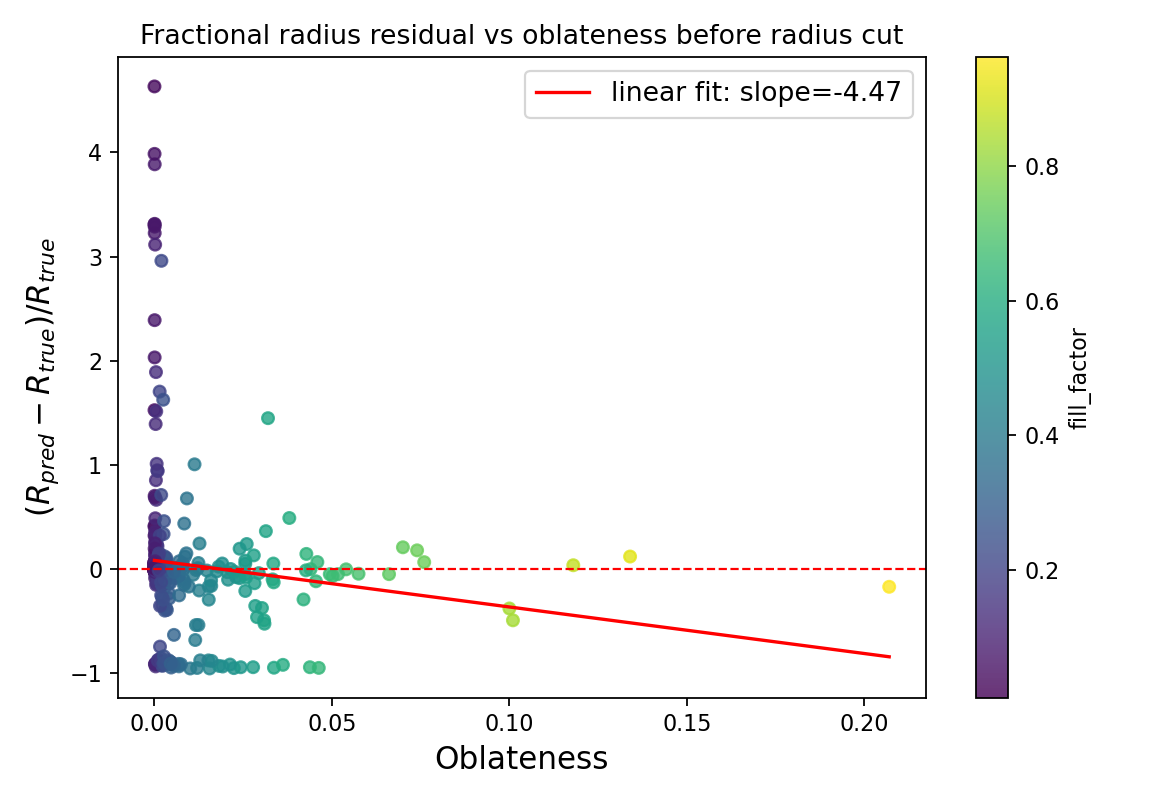 Fractional radius residual vs oblateness before radius cut
linear fit: slope=-4.47
(R_pred − R_true)/R_true
4
3
2
1
0
−1
0.00 0.05 0.10 0.15 0.20
Oblateness
0.8
0.6
0.4
0.2
fill_factor